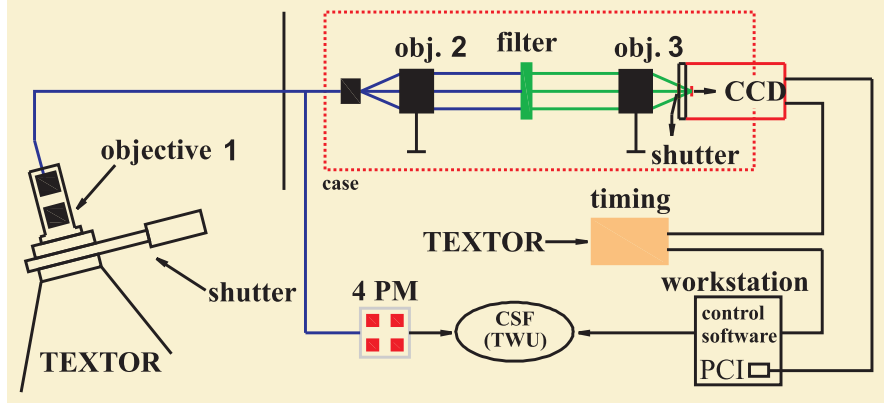 obj. 2
filter
obj. 3
CCD
shutter
case
objective 1
timing
TEXTOR
shutter
4 PM
workstation
CSF
(TWU)
control
software
PCI
TEXTOR